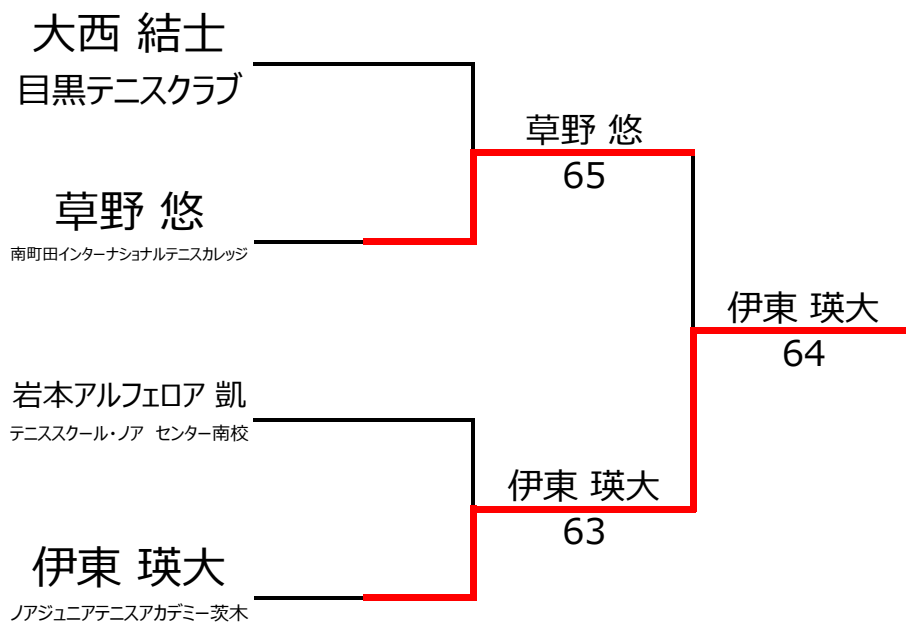 大西 結士
目黒テニスクラブ
草野 悠
65
草野 悠
南町田インターナショナルテニスカレッジ
伊東 瑛大
64
岩本アルフェロア 凱
テニススクール・ノア　センター南校
伊東 瑛大
63
伊東 瑛大
ノアジュニアテニスアカデミー茨木